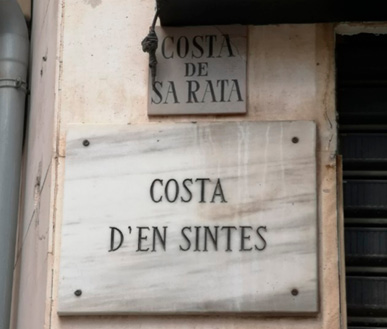 COSTA
DE
SA RATA
COSTA
D'EN SINTES